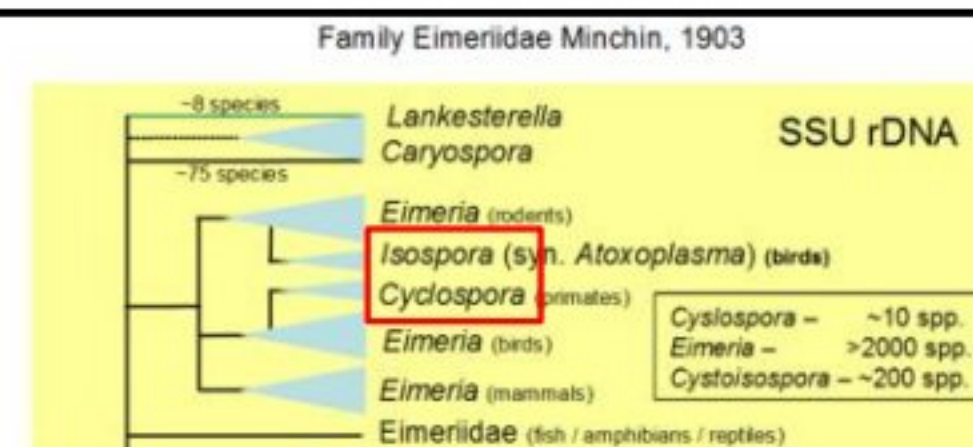 Family Eimeriidae Minchin, 1903
~8 species
Lankesterella
SSU rDNA
Caryospora
~75 species
Eimeria (rodents)
Isospora (syn. Atoxoplasma) (birds)
Cyclospora (primates)
Cyslospora – ~10 spp.
Eimeria (birds)
Eimeria – >2000 spp.
Cystoisospora – ~200 spp.
Eimeria (mammals)
Eimeriidae (fish / amphibians / reptiles)